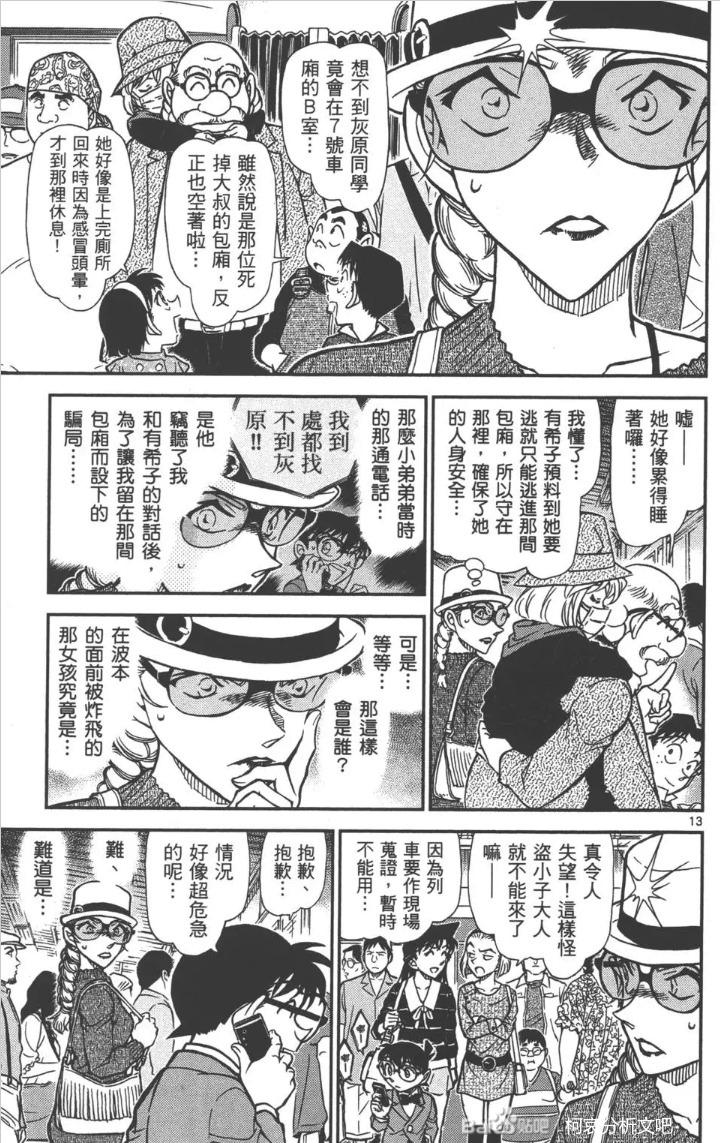 想不到灰原同學
竟會在7號車
廂的B室…
雖然說是那位死
掉大叔的包廂，反
正也空著啦…
她好像是上完廁所
回來時因為感冒頭暈，
才到那裡休息！
噓——
她好像累得睡
著囉…
我懂了…
有希子預料到她要
逃就只能逃進那間
包廂，所以守在
那裡，確保了她
的人身安全…
那麼小弟弟當時
的那通電話…
我到
處都找
不到灰
原!!
是他
竊聽了我
和有希子的對話後，
為了讓我留在那間
包廂而設下的
騙局……
可是…
等等…
那這樣
會是誰？
在波本
的面前被炸飛的
那女孩究竟是…
13
真令人
失望！這樣怪
盜小子大人
就不能來了
嘛——
因為列
車要作現場
蒐證，暫時
不能用…
抱歉、
抱歉…
情況
好像超危急
的呢…
難、
難道是…
Bai 贴吧
柯哀分析文吧